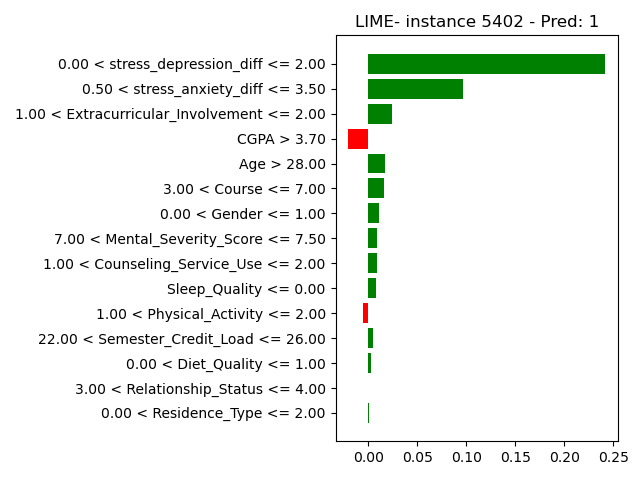 LIME- instance 5402 - Pred: 1
0.00 < stress_depression_diff <= 2.00
0.50 < stress_anxiety_diff <= 3.50
1.00 < Extracurricular_Involvement <= 2.00
CGPA > 3.70
Age > 28.00
3.00 < Course <= 7.00
0.00 < Gender <= 1.00
7.00 < Mental_Severity_Score <= 7.50
1.00 < Counseling_Service_Use <= 2.00
Sleep_Quality <= 0.00
1.00 < Physical_Activity <= 2.00
22.00 < Semester_Credit_Load <= 26.00
0.00 < Diet_Quality <= 1.00
3.00 < Relationship_Status <= 4.00
0.00 < Residence_Type <= 2.00
0.00 0.05 0.10 0.15 0.20 0.25